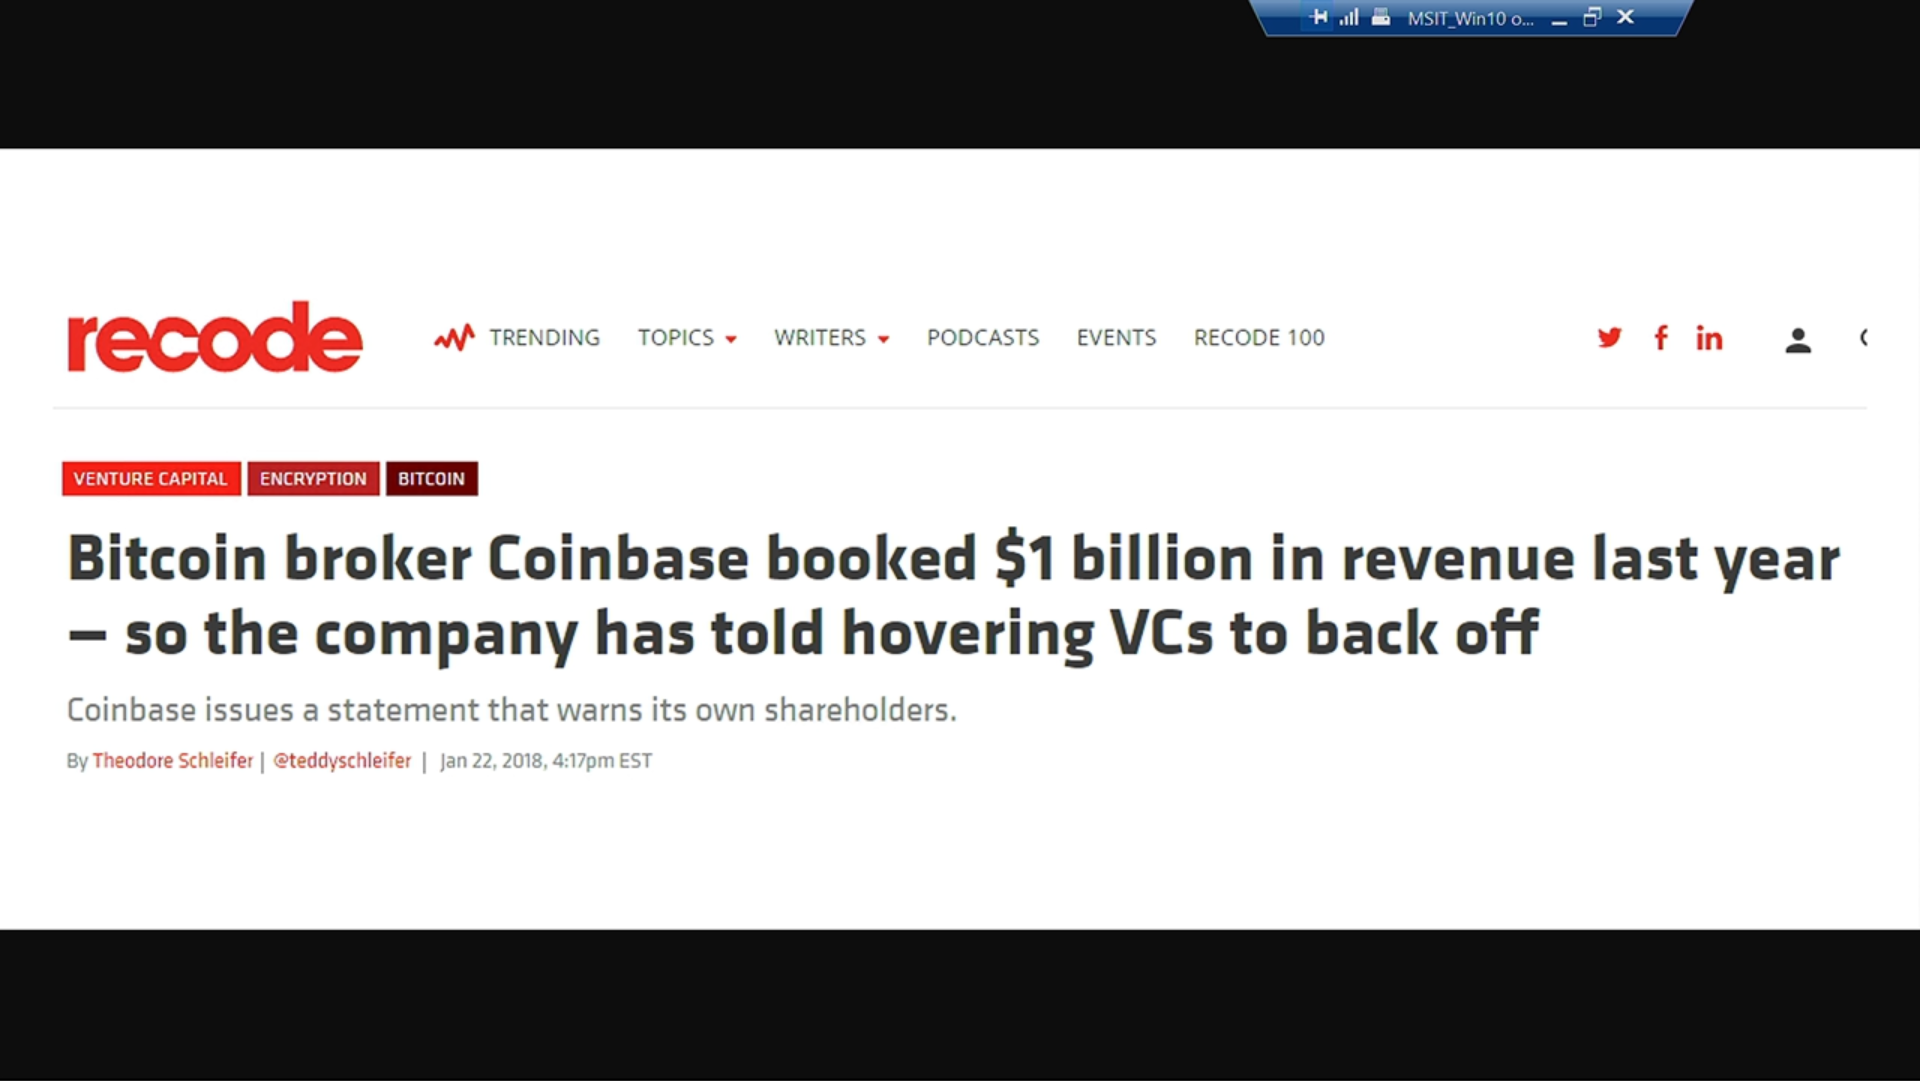 MSIT_Win10 o...
recode
TRENDING TOPICS WRITERS PODCASTS EVENTS RECODE 100
VENTURE CAPITAL ENCRYPTION BITCOIN
Bitcoin broker Coinbase booked $1 billion in revenue last year
— so the company has told hovering VCs to back off
Coinbase issues a statement that warns its own shareholders.
By Theodore Schleifer | @teddyschleifer | Jan 22, 2018, 4:17pm EST